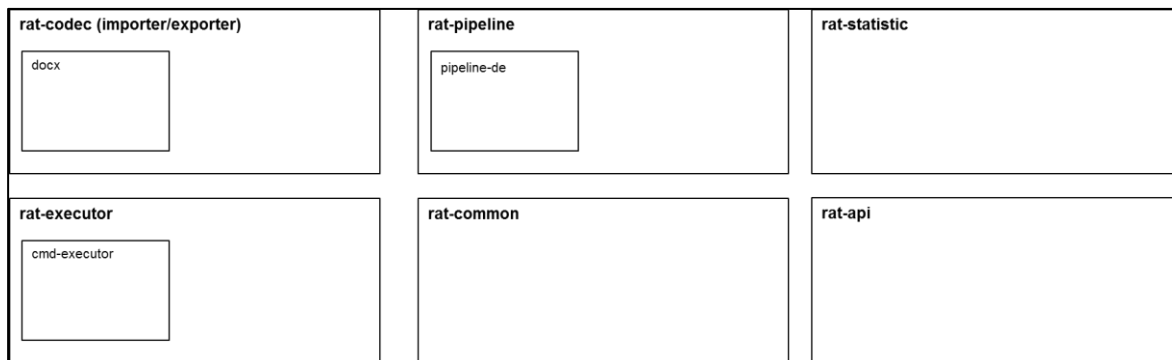 rat-codec (importer/exporter)
docx
rat-pipeline
pipeline-de
rat-statistic
rat-executor
cmd-executor
rat-common
rat-api